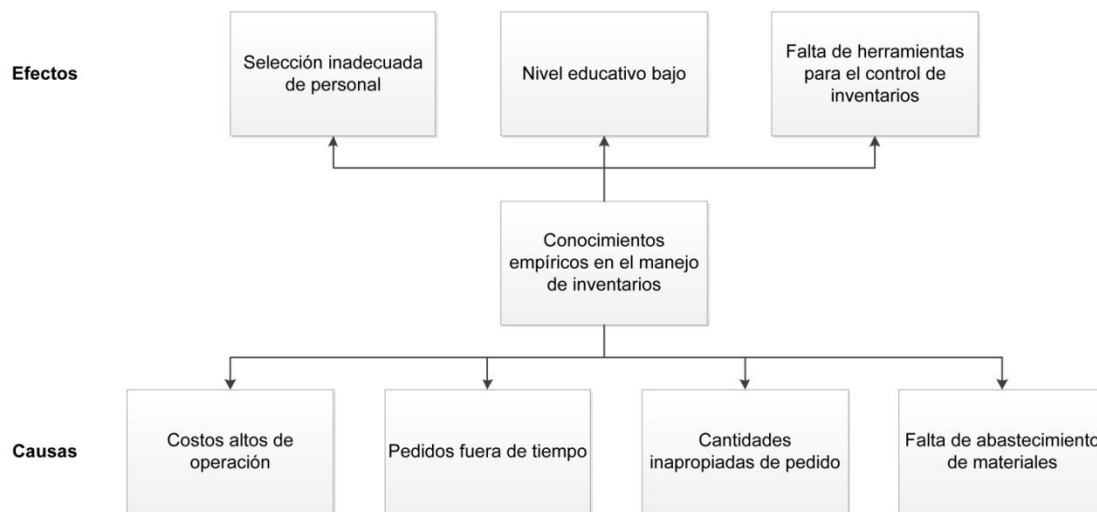 Efectos
Selección inadecuada
de personal
Nivel educativo bajo
Falta de herramientas
para el control de
inventarios
Conocimientos
empíricos en el manejo
de inventarios
Causas
Costos altos de
operación
Pedidos fuera de tiempo
Cantidades
inapropiadas de pedido
Falta de abastecimiento
de materiales